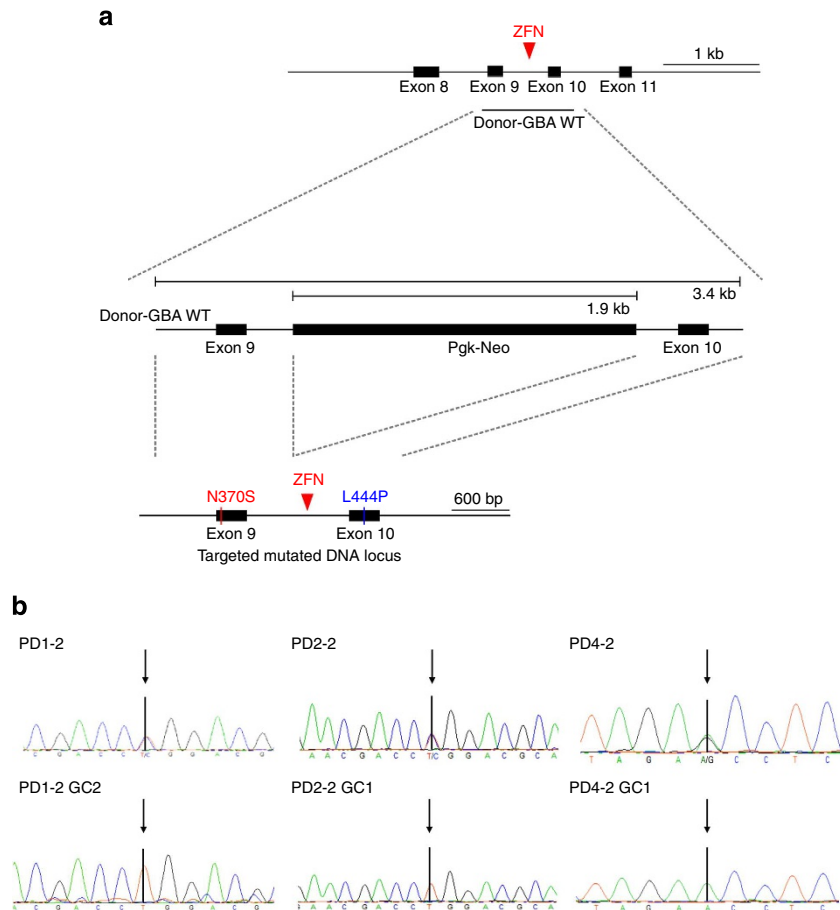 a
ZFN
1 kb
Exon 8 Exon 9 Exon 10 Exon 11
Donor-GBA WT
3.4 kb
1.9 kb
Donor-GBA WT
Exon 9 Pgk-Neo Exon 10
N370S ZFN L444P 600 bp
Exon 9 Exon 10
Targeted mutated DNA locus
b
PD1-2 PD2-2 PD4-2
C G A C C T/C G G A C G A A C G A C C T/C G G A C G C A T A G A A/G C C T C
PD1-2 GC2 PD2-2 GC1 PD4-2 GC1
C G A C C T G G A C G A A C G A C C T G G A C G C A T A G A A C C T C